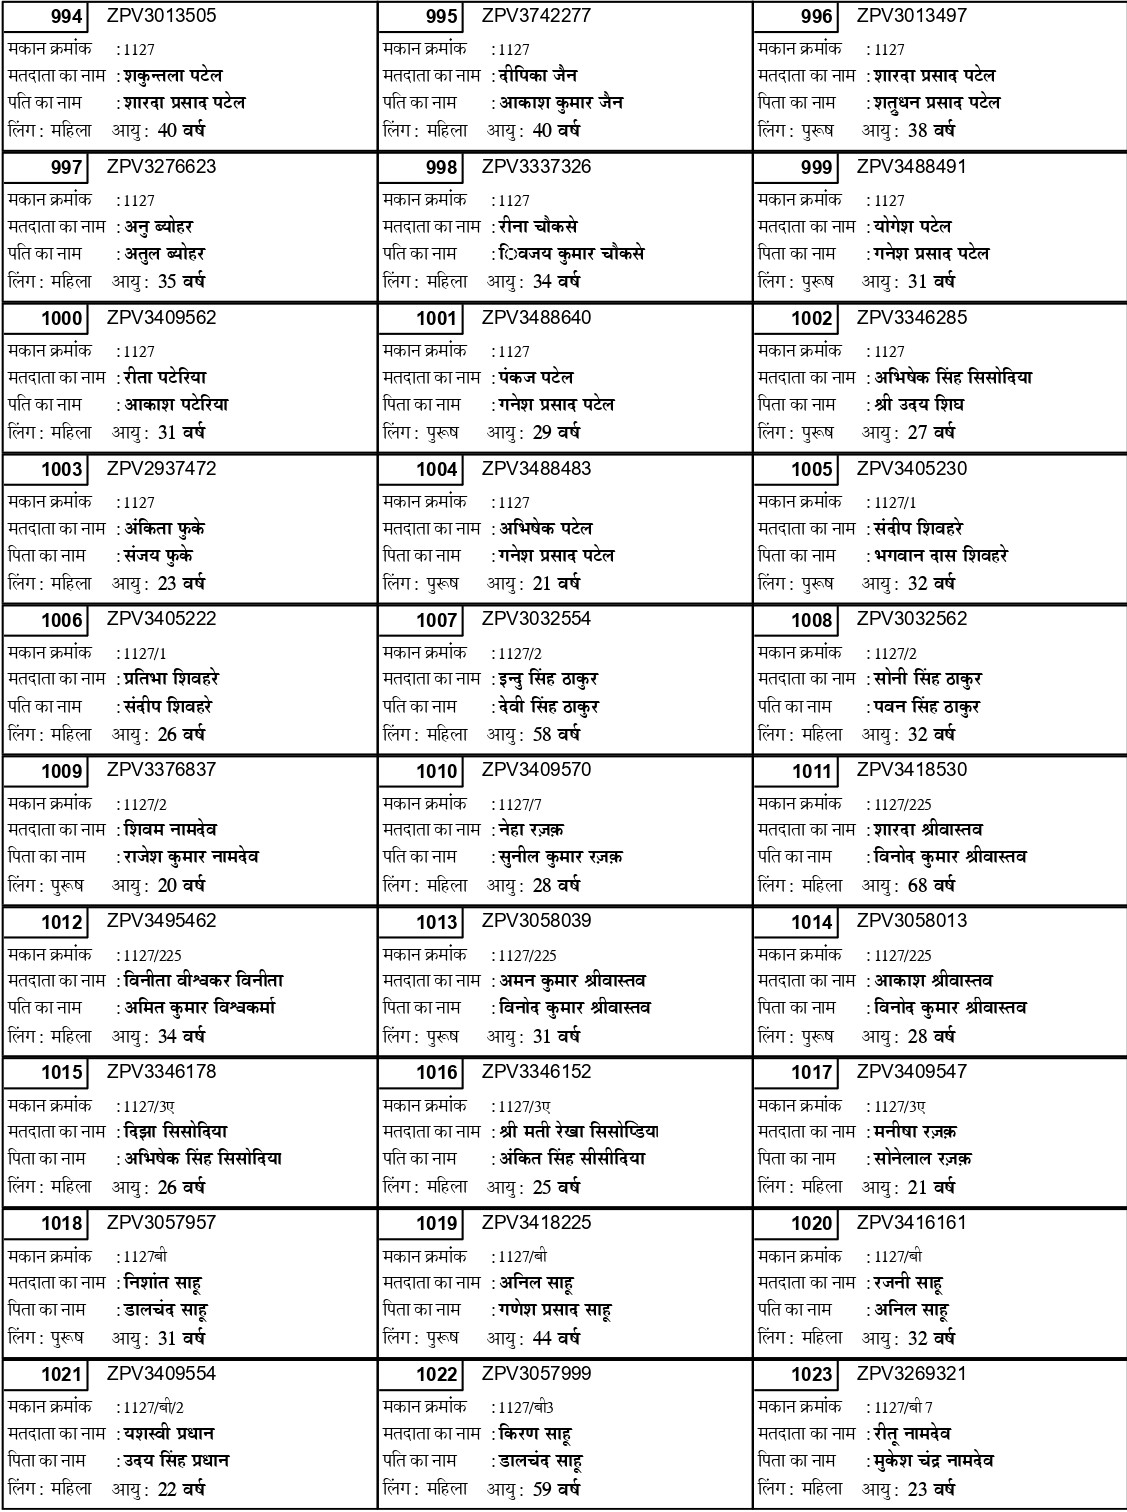 994 ZPV3013505
मकान क्रमांक :1127
मतदाता का नाम : शकुन्तला पटेल
पति का नाम : शारदा प्रसाद पटेल
लिंग : महिला आयु : 40 वर्ष
995 ZPV3742277
मकान क्रमांक :1127
मतदाता का नाम : दीपिका जैन
पति का नाम : आकाश कुमार जैन
लिंग : महिला आयु : 40 वर्ष
996 ZPV3013497
मकान क्रमांक :1127
मतदाता का नाम : शारदा प्रसाद पटेल
पिता का नाम : शत्रुधन प्रसाद पटेल
लिंग : पुरूष आयु : 38 वर्ष
997 ZPV3276623
मकान क्रमांक :1127
मतदाता का नाम : अनु ब्योहर
पति का नाम : अतुल ब्योहर
लिंग : महिला आयु : 35 वर्ष
998 ZPV3337326
मकान क्रमांक :1127
मतदाता का नाम : रीना चौकसे
पति का नाम : िवजय कुमार चौकसे
लिंग : महिला आयु : 34 वर्ष
999 ZPV3488491
मकान क्रमांक :1127
मतदाता का नाम : योगेश पटेल
पिता का नाम : गनेश प्रसाद पटेल
लिंग : पुरूष आयु : 31 वर्ष
1000 ZPV3409562
मकान क्रमांक :1127
मतदाता का नाम : रीता पटेरिया
पति का नाम : आकाश पटेरिया
लिंग : महिला आयु : 31 वर्ष
1001 ZPV3488640
मकान क्रमांक :1127
मतदाता का नाम : पंकज पटेल
पिता का नाम : गनेश प्रसाद पटेल
लिंग : पुरूष आयु : 29 वर्ष
1002 ZPV3346285
मकान क्रमांक :1127
मतदाता का नाम : अभिषेक सिंह सिसोदिया
पिता का नाम : श्री उदय शिघ
लिंग : पुरूष आयु : 27 वर्ष
1003 ZPV2937472
मकान क्रमांक :1127
मतदाता का नाम : अंकिता फुके
पिता का नाम : संजय फुके
लिंग : महिला आयु : 23 वर्ष
1004 ZPV3488483
मकान क्रमांक :1127
मतदाता का नाम : अभिषेक पटेल
पिता का नाम : गनेश प्रसाद पटेल
लिंग : पुरूष आयु : 21 वर्ष
1005 ZPV3405230
मकान क्रमांक :1127/1
मतदाता का नाम : संदीप शिवहरे
पिता का नाम : भगवान दास शिवहरे
लिंग : पुरूष आयु : 32 वर्ष
1006 ZPV3405222
मकान क्रमांक :1127/1
मतदाता का नाम : प्रतिभा शिवहरे
पति का नाम : संदीप शिवहरे
लिंग : महिला आयु : 26 वर्ष
1007 ZPV3032554
मकान क्रमांक :1127/2
मतदाता का नाम : इन्दु सिंह ठाकुर
पति का नाम : देवी सिंह ठाकुर
लिंग : महिला आयु : 58 वर्ष
1008 ZPV3032562
मकान क्रमांक :1127/2
मतदाता का नाम : सोनी सिंह ठाकुर
पति का नाम : पवन सिंह ठाकुर
लिंग : महिला आयु : 32 वर्ष
1009 ZPV3376837
मकान क्रमांक :1127/2
मतदाता का नाम : शिवम नामदेव
पिता का नाम : राजेश कुमार नामदेव
लिंग : पुरूष आयु : 20 वर्ष
1010 ZPV3409570
मकान क्रमांक :1127/7
मतदाता का नाम : नेहा रज़क़
पति का नाम : सुनील कुमार रज़क़
लिंग : महिला आयु : 28 वर्ष
1011 ZPV3418530
मकान क्रमांक :1127/225
मतदाता का नाम : शारदा श्रीवास्तव
पति का नाम : विनोद कुमार श्रीवास्तव
लिंग : महिला आयु : 68 वर्ष
1012 ZPV3495462
मकान क्रमांक :1127/225
मतदाता का नाम : विनीता वीश्वकर विनीता
पति का नाम : अमित कुमार विश्वकर्मा
लिंग : महिला आयु : 34 वर्ष
1013 ZPV3058039
मकान क्रमांक :1127/225
मतदाता का नाम : अमन कुमार श्रीवास्तव
पिता का नाम : विनोद कुमार श्रीवास्तव
लिंग : पुरूष आयु : 31 वर्ष
1014 ZPV3058013
मकान क्रमांक :1127/225
मतदाता का नाम : आकाश श्रीवास्तव
पिता का नाम : विनोद कुमार श्रीवास्तव
लिंग : पुरूष आयु : 28 वर्ष
1015 ZPV3346178
मकान क्रमांक :1127/3ए
मतदाता का नाम : दिझा सिसोदिया
पिता का नाम : अभिषेक सिंह सिसोदिया
लिंग : महिला आयु : 26 वर्ष
1016 ZPV3346152
मकान क्रमांक :1127/3ए
मतदाता का नाम : श्री मती रेखा सिसोप्डिया
पति का नाम : अंकित सिंह सीसीदिया
लिंग : महिला आयु : 25 वर्ष
1017 ZPV3409547
मकान क्रमांक :1127/3ए
मतदाता का नाम : मनीषा रज़क़
पिता का नाम : सोनेलाल रज़क़
लिंग : महिला आयु : 21 वर्ष
1018 ZPV3057957
मकान क्रमांक :1127बी
मतदाता का नाम : निशांत साहू
पिता का नाम : डालचंद साहू
लिंग : पुरूष आयु : 31 वर्ष
1019 ZPV3418225
मकान क्रमांक :1127/बी
मतदाता का नाम : अनिल साहू
पिता का नाम : गणेश प्रसाद साहू
लिंग : पुरूष आयु : 44 वर्ष
1020 ZPV3416161
मकान क्रमांक :1127/बी
मतदाता का नाम : रजनी साहू
पति का नाम : अनिल साहू
लिंग : महिला आयु : 32 वर्ष
1021 ZPV3409554
मकान क्रमांक :1127/बी/2
मतदाता का नाम : यशस्वी प्रधान
पिता का नाम : उदय सिंह प्रधान
लिंग : महिला आयु : 22 वर्ष
1022 ZPV3057999
मकान क्रमांक :1127/बी3
मतदाता का नाम : किरण साहू
पति का नाम : डालचंद साहू
लिंग : महिला आयु : 59 वर्ष
1023 ZPV3269321
मकान क्रमांक :1127/बी 7
मतदाता का नाम : रीतू नामदेव
पिता का नाम : मुकेश चंद्र नामदेव
लिंग : महिला आयु : 23 वर्ष